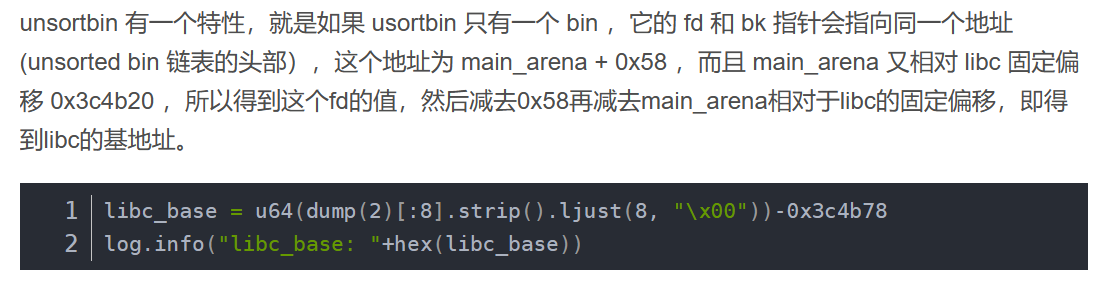 unsortbin 有一个特性，就是如果 usortbin 只有一个 bin ，它的 fd 和 bk 指针会指向同一个地址
(unsorted bin 链表的头部），这个地址为 main_arena + 0x58 ，而且 main_arena 又相对 libc 固定偏
移 0x3c4b20 ，所以得到这个fd的值，然后减去0x58再减去main_arena相对于libc的固定偏移，即得
到libc的基地址。
1 libc_base = u64(dump(2)[:8].strip().ljust(8, "\x00"))-0x3c4b78
2 log.info("libc_base: "+hex(libc_base))